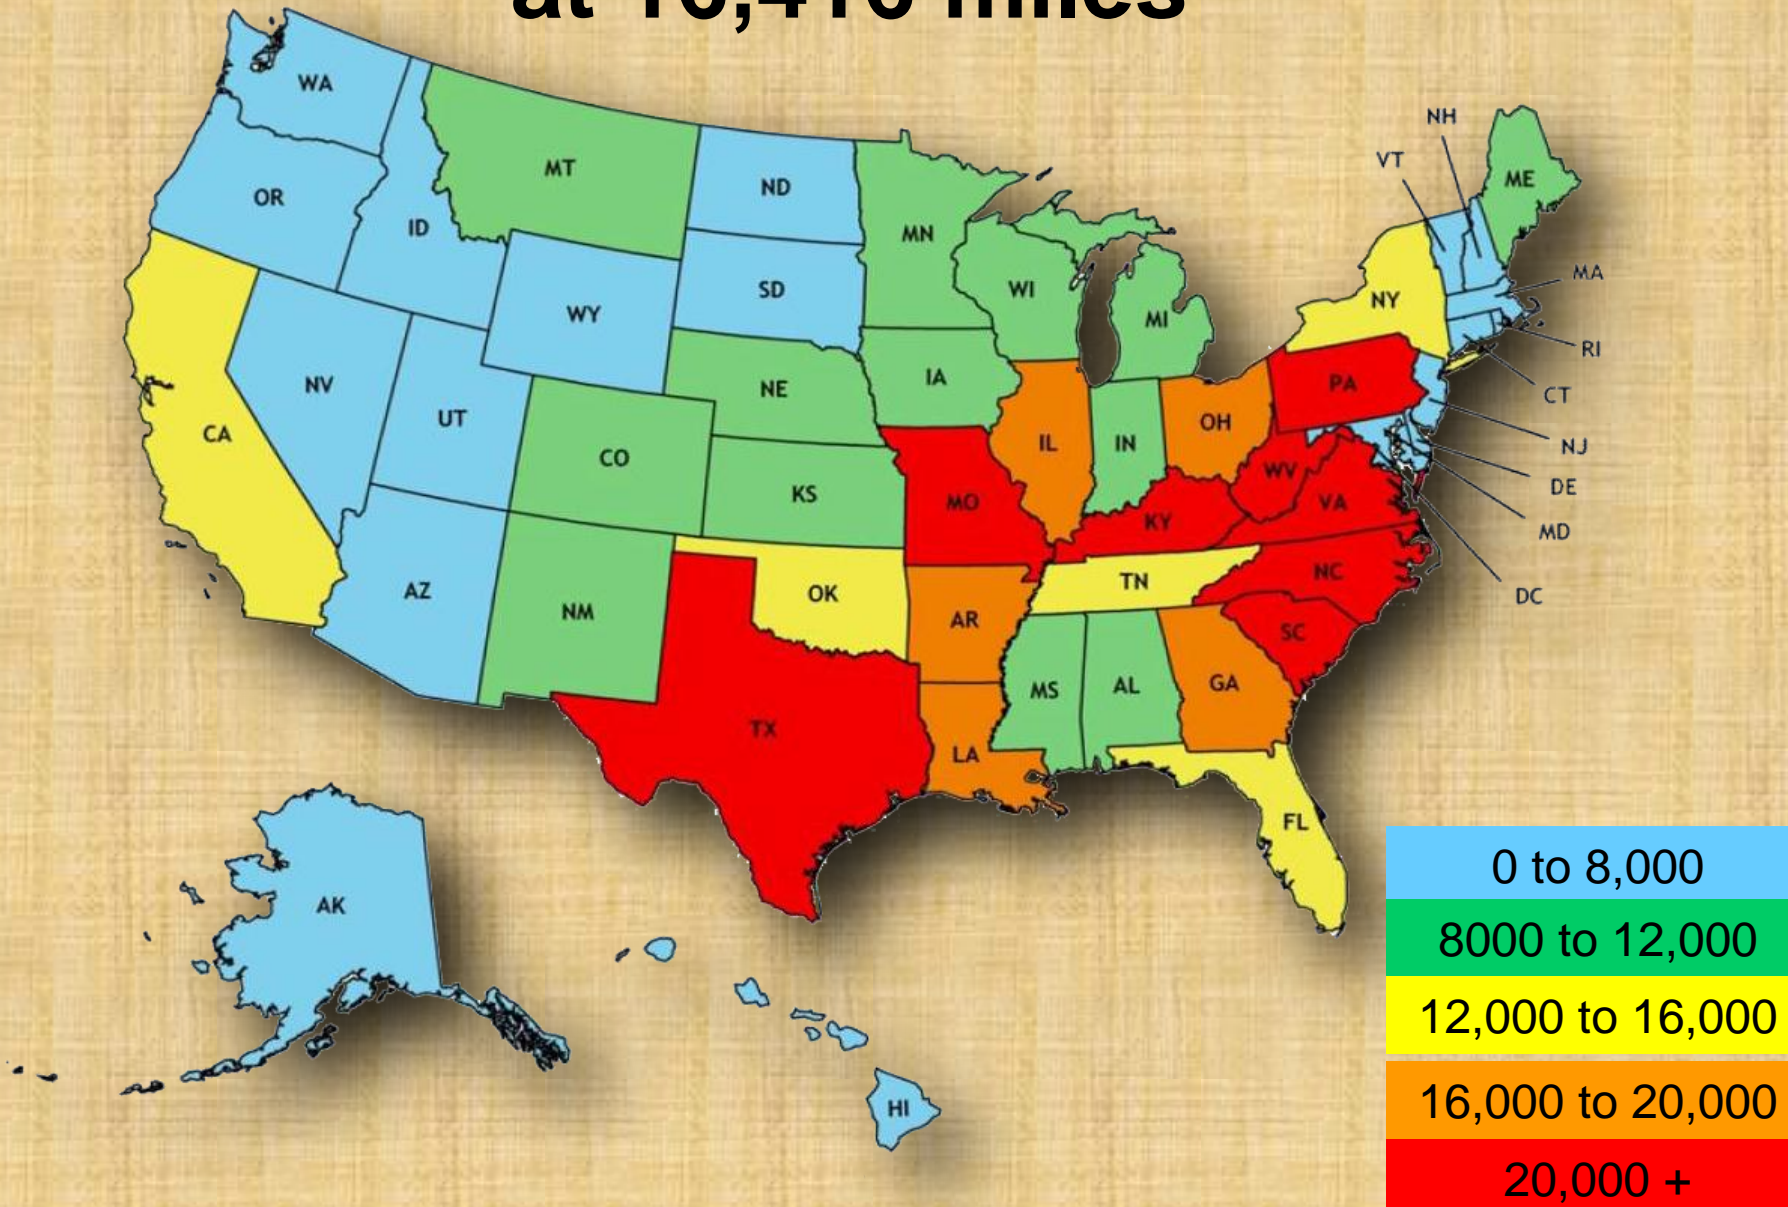 at miles
WA
NH
VT
MT
ME
ND
OR
ID
MN
MA
SD
WI
NY
WY
MI
RI
IA
PA
NV
NE
CT
UT
OH
CA
IL
IN
NJ
CO
WV
DE
KS
MO
VA
KY
MD
NC
TN
AZ
OK
DC
NM
AR
SC
GA
AL
MS
TX
LA
FL
0 to 8,000
AK
8000 to 12,000
12,000 to 16,000
16,000 to 20,000
HI
20,000 +